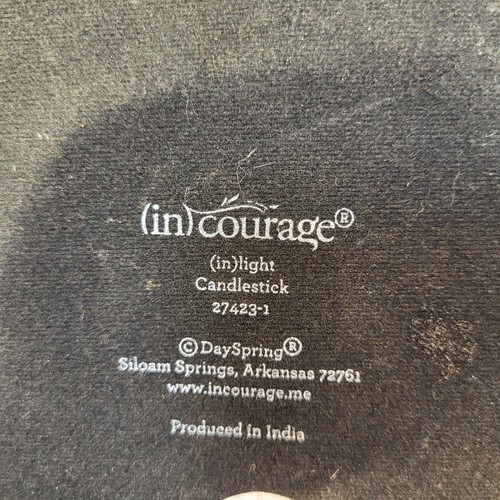 (in)courage®
(in)light
Candlestick
27423-1
© DaySpring®
Siloam Springs, Arkansas 72761
www.incourage.me
Produced in India